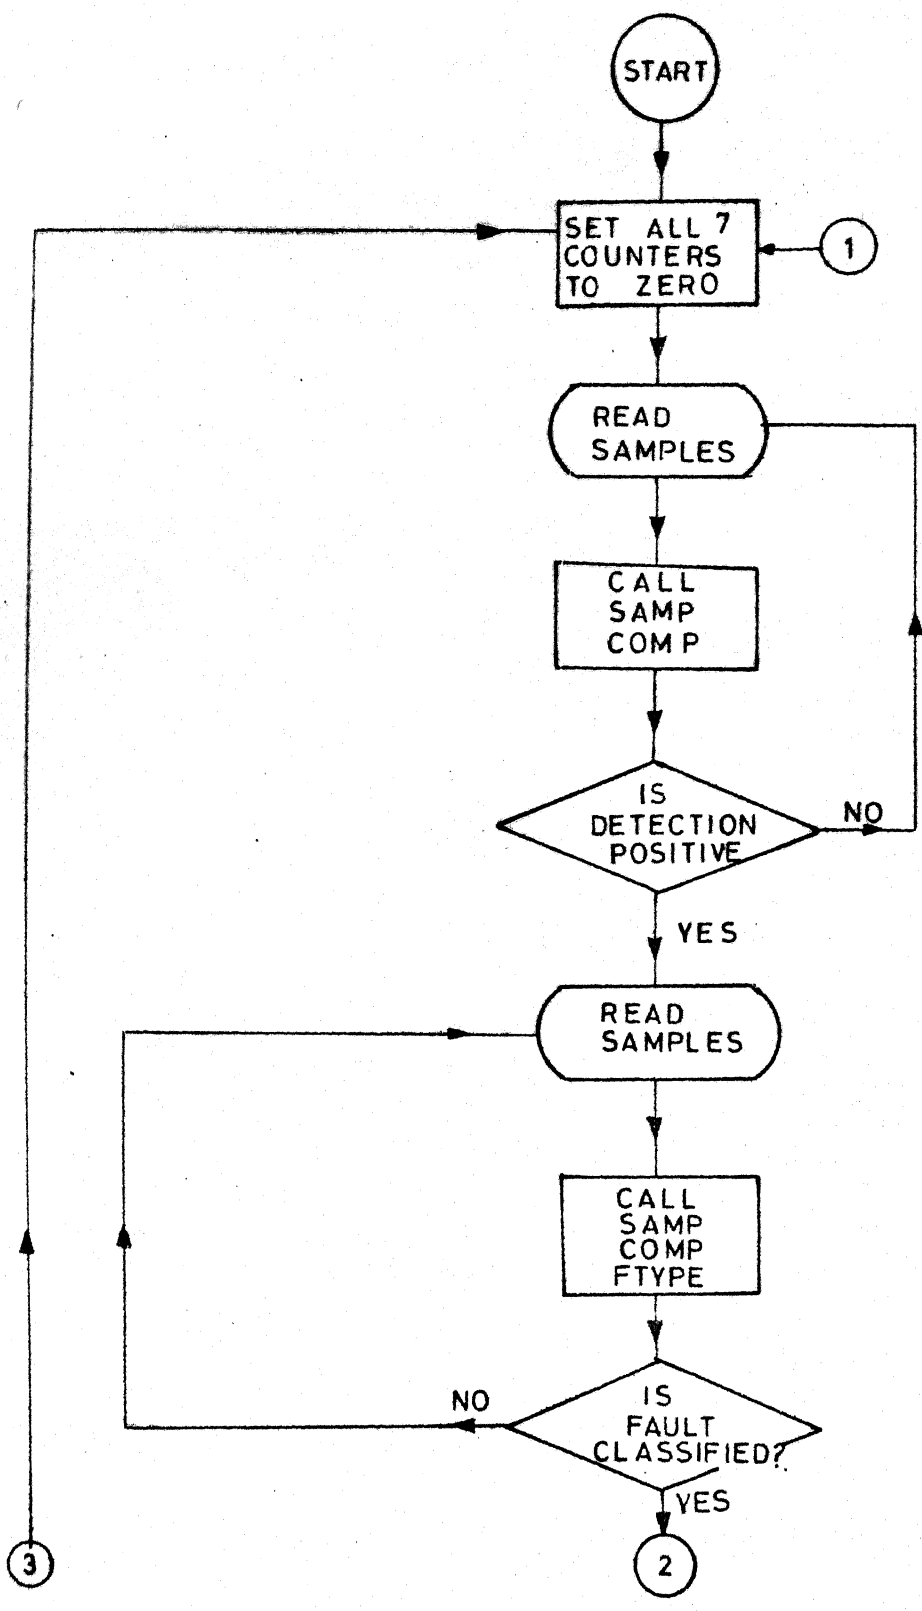 START
SET ALL 7
COUNTERS
TO ZERO
1
READ
SAMPLES
CALL
SAMP
COMP
IS
DETECTION
POSITIVE
NO
YES
READ
SAMPLES
CALL
SAMP
COMP
FTYPE
IS
FAULT
CLASSIFIED?
NO
YES
3
2